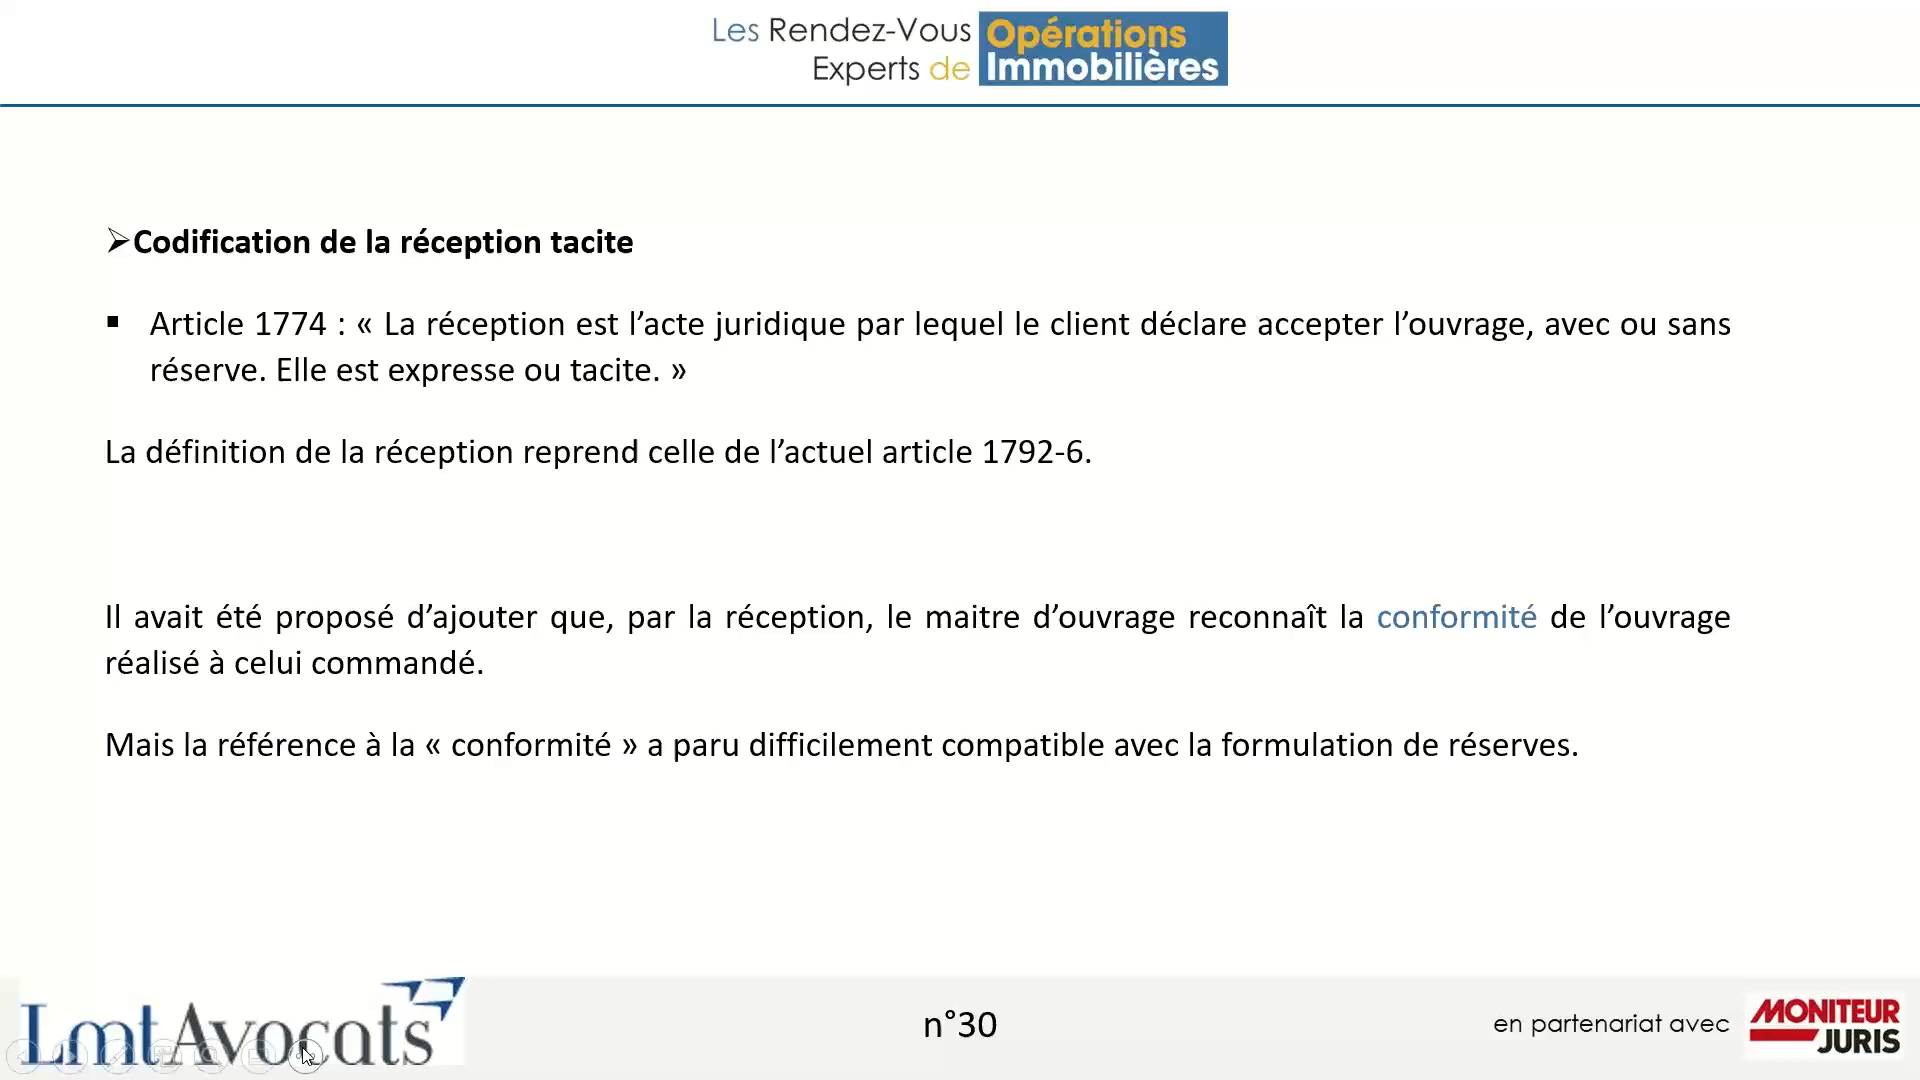 Les Rendez-Vous
Experts de
Opérations
Immobilières
Codification de la réception tacite
Article 1774 : « La réception est l’acte juridique par lequel le client déclare accepter l’ouvrage, avec ou sans
réserve. Elle est expresse ou tacite. »
La définition de la réception reprend celle de l’actuel article 1792-6.
Il avait été proposé d’ajouter que, par la réception, le maitre d’ouvrage reconnaît la conformité de l’ouvrage
réalisé à celui commandé.
Mais la référence à la « conformité » a paru difficilement compatible avec la formulation de réserves.
LmtAvocats
n°30
en partenariat avec
MONITEUR
JURIS